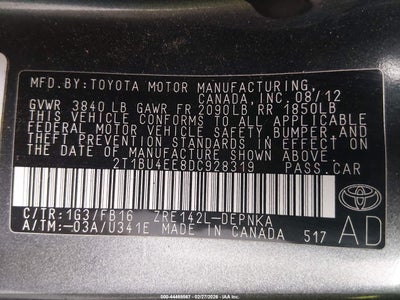 MFD. BY: TOYOTA MOTOR MANUFACTURING,
CANADA, INC. 08/12
GVWR 3840 LB GAWR FR 2090LB RR 1850LB
THIS VEHICLE CONFORMS TO ALL APPLICABLE
FEDERAL MOTOR VEHICLE SAFETY, BUMPER, AND
THEFT PREVENTION STANDARDS IN EFFECT ON
THE DATE OF MANUFACTURE SHOWN ABOVE.
2T1BU4EE8DC928319 PASS.CAR
C/TR: 1G3/FB16 ZRE142L-DEPNKA
A/TM: -03A/U341E MADE IN CANADA 517
TOYOTA
AD
000-44468987 - 02/27/2026 - IAA Inc.